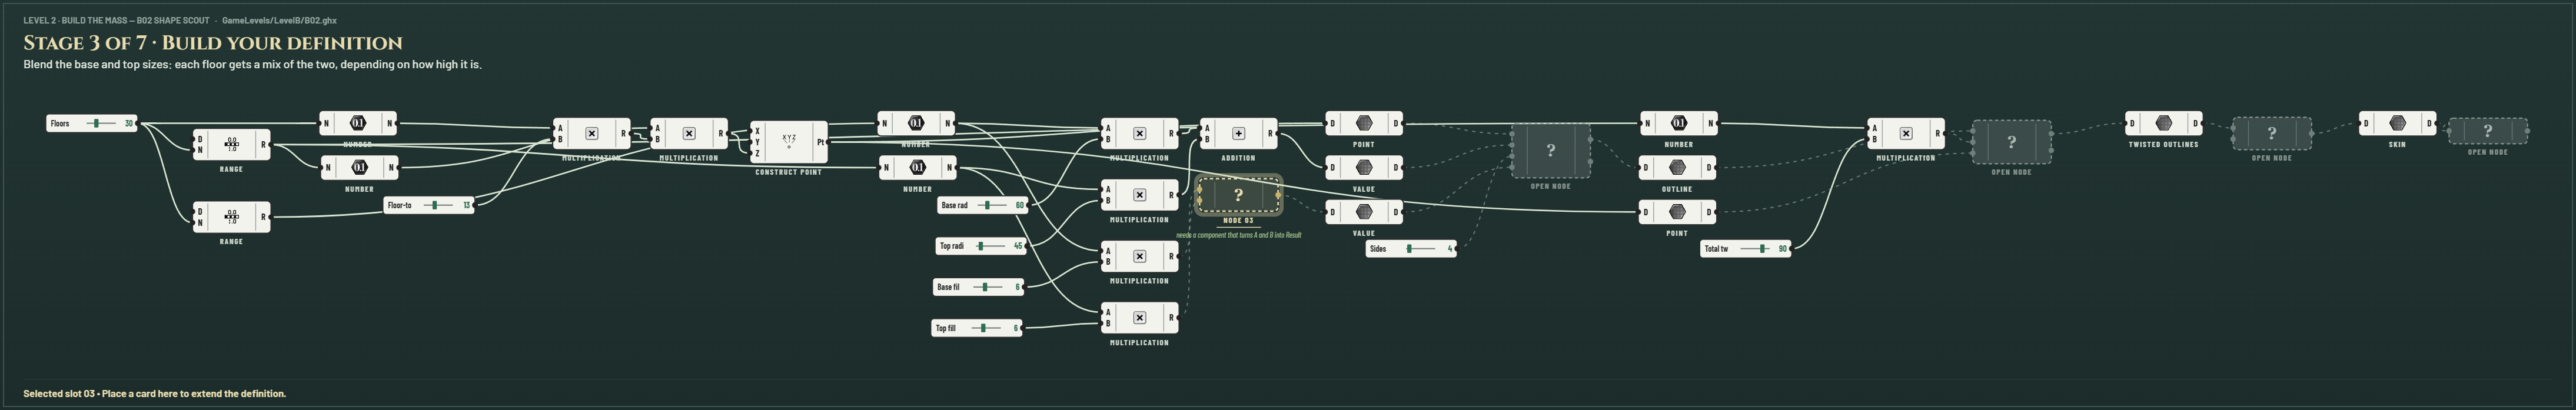 LEVEL 2 · BUILD THE MASS — B02 SHAPE SCOUT · GameLevels/LevelB/B02.ghx
STAGE 3 OF 7 · BUILD YOUR DEFINITION
Blend the base and top sizes: each floor gets a mix of the two, depending on how high it is.
Floors 30
D N R
RANGE
D N R
RANGE
N N
NUMBER
N N
NUMBER
Floor-to 13
A B R
MULTIPLICATION
A B R
MULTIPLICATION
X Y Z Pt
CONSTRUCT POINT
N N
NUMBER
N N
NUMBER
Base rad 60
Top radi 45
Base fil 6
Top fill 6
A B R
MULTIPLICATION
A B R
MULTIPLICATION
A B R
MULTIPLICATION
A B R
MULTIPLICATION
A B R
ADDITION
?
NODE 03
needs a component that turns A and B into Result
D D
POINT
D D
VALUE
D D
VALUE
Sides 4
?
OPEN NODE
N N
NUMBER
D D
OUTLINE
D D
POINT
Total tw 90
A B R
MULTIPLICATION
?
OPEN NODE
D D
TWISTED OUTLINES
?
OPEN NODE
D D
SKIN
?
OPEN NODE
Selected slot 03 • Place a card here to extend the definition.